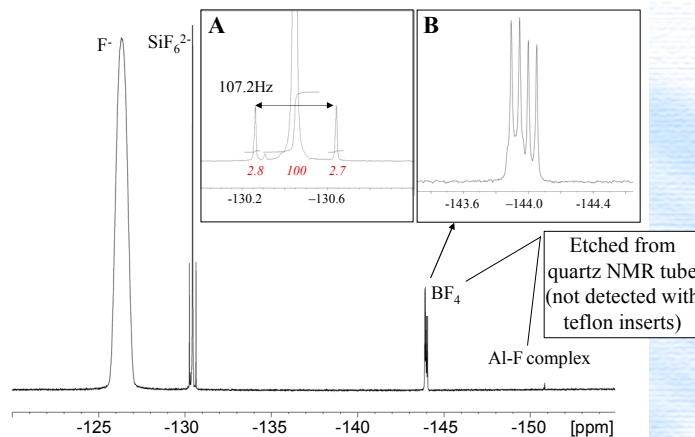 F-
SiF62-
A
107.2Hz
2.8 100 2.7
-130.2 -130.6
B
-143.6 -144.0 -144.4
BF4
Etched from
quartz NMR tube
(not detected with
teflon inserts)
Al-F complex
-125 -130 -135 -140 -145 -150 [ppm]